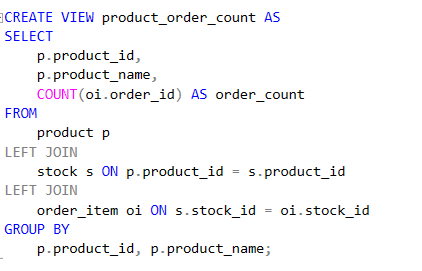 CREATE VIEW product_order_count AS
SELECT
    p.product_id,
    p.product_name,
    COUNT(oi.order_id) AS order_count
FROM
    product p
LEFT JOIN
    stock s ON p.product_id = s.product_id
LEFT JOIN
    order_item oi ON s.stock_id = oi.stock_id
GROUP BY
    p.product_id, p.product_name;